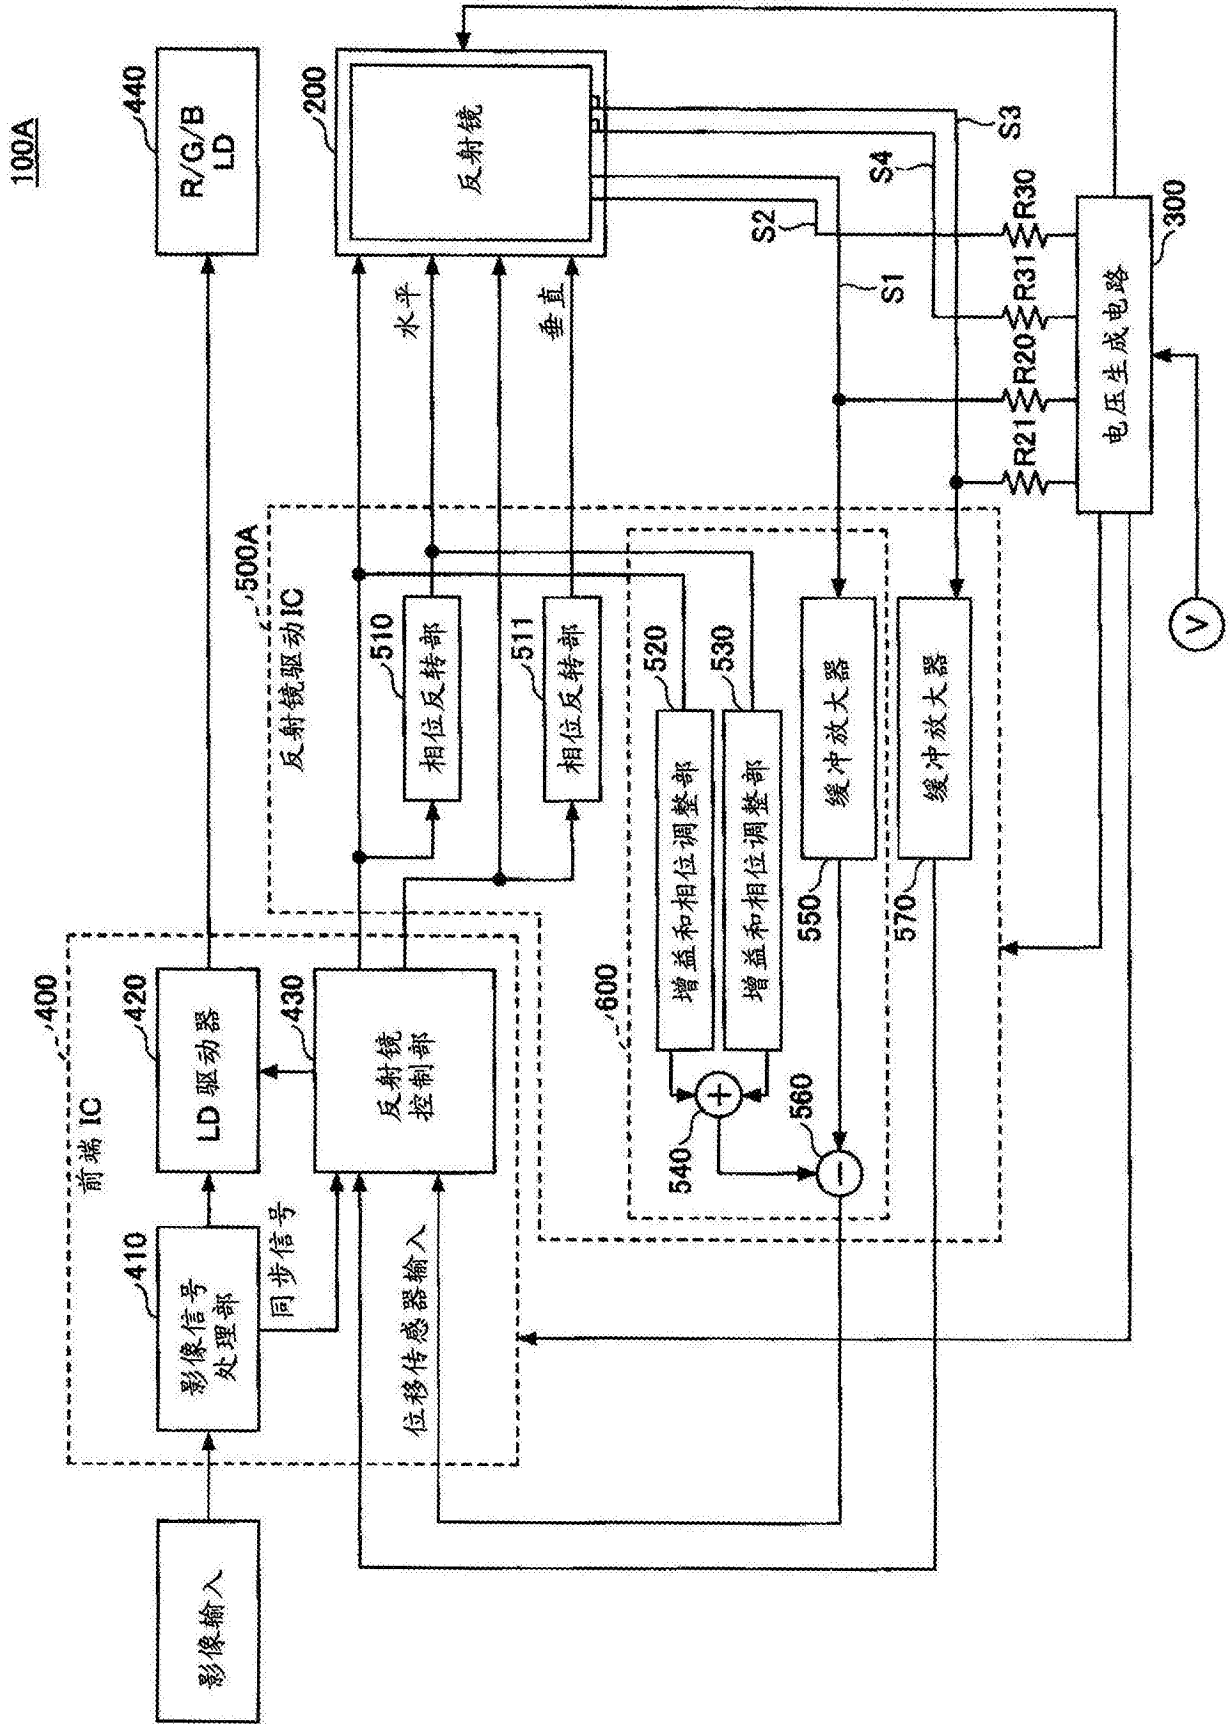 100A
440
R/G/B
LD
200
反射镜
水平
垂直
S1
S2
S3
S4
R30
R31
R20
R21
300
电压生成电路
V
500A
反射镜驱动IC
510
相位反转部
511
相位反转部
520
增益和相位调整部
530
增益和相位调整部
550
缓冲放大器
570
缓冲放大器
600
540
+
560
−
400
前端 IC
410
影像信号
处理部
420
LD 驱动器
430
反射镜
控制部
同步信号
位移传感器输入
影像输入